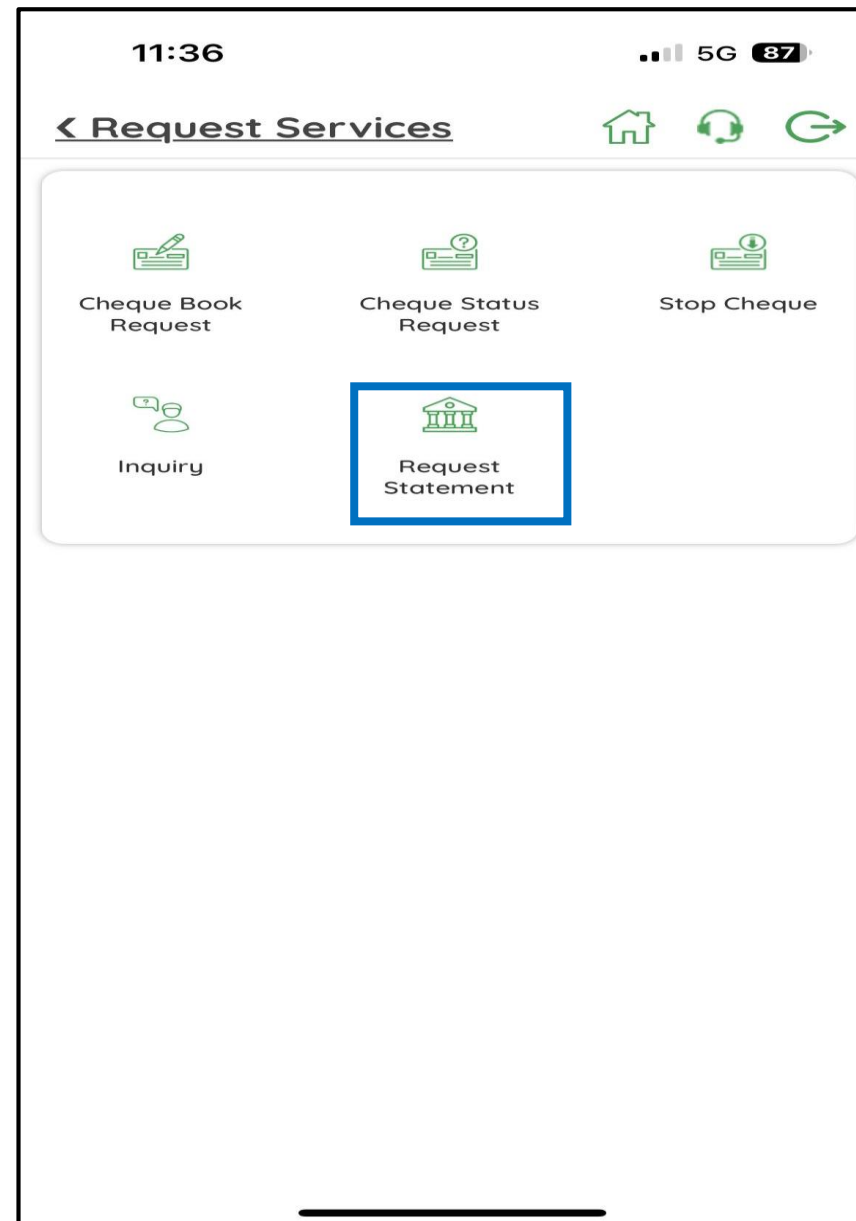 11:36 5G 87
< Request Services
Cheque Book
Request
Cheque Status
Request
Stop Cheque
?
Inquiry
Request
Statement